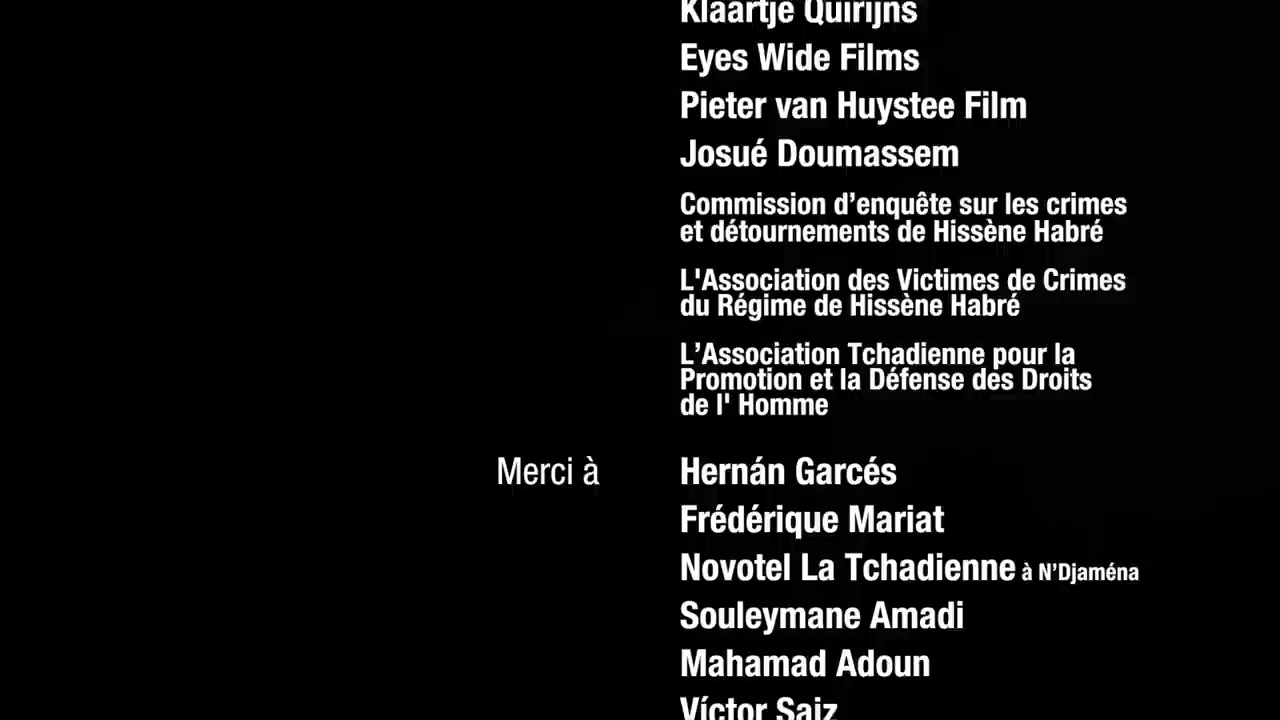 Klaartje Quirijns
Eyes Wide Films
Pieter van Huystee Film
Josué Doumassem
Commission d’enquête sur les crimes
et détournements de Hissène Habré
L'Association des Victimes de Crimes
du Régime de Hissène Habré
L’Association Tchadienne pour la
Promotion et la Défense des Droits
de l' Homme
Merci à Hernán Garcés
Frédérique Mariat
Novotel La Tchadienne à N’Djaména
Souleymane Amadi
Mahamad Adoun
Víctor Saiz